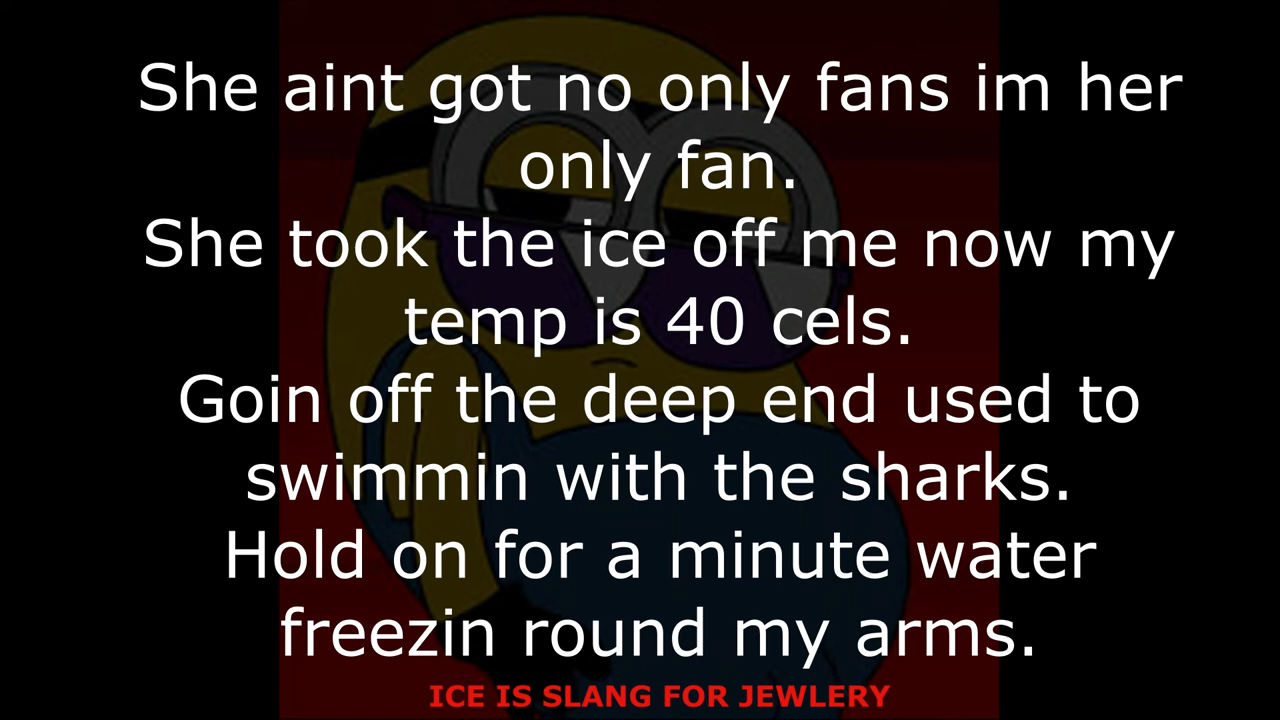 She aint got no only fans im her
only fan.
She took the ice off me now my
temp is 40 cels.
Goin off the deep end used to
swimmin with the sharks.
Hold on for a minute water
freezin round my arms.
ICE IS SLANG FOR JEWLERY